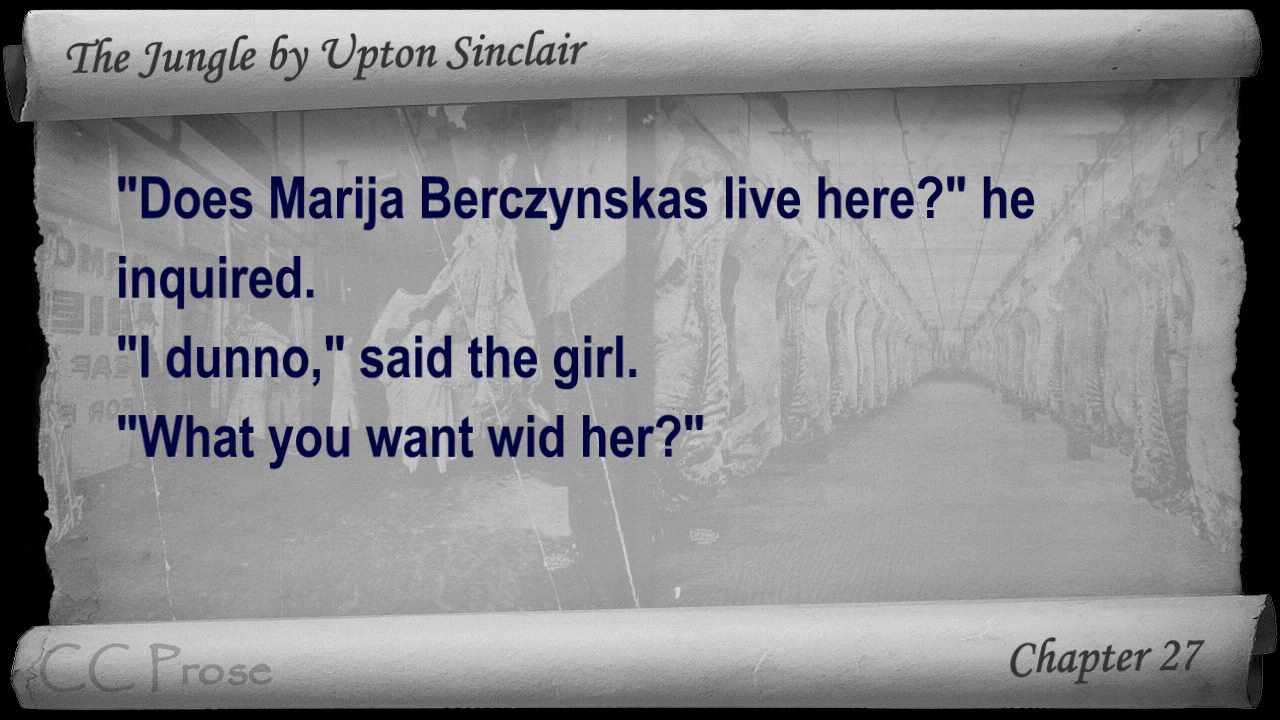 The Jungle by Upton Sinclair
"Does Marija Berczynskas live here?" he
inquired.
"I dunno," said the girl.
"What you want wid her?"
CC Prose
Chapter 27